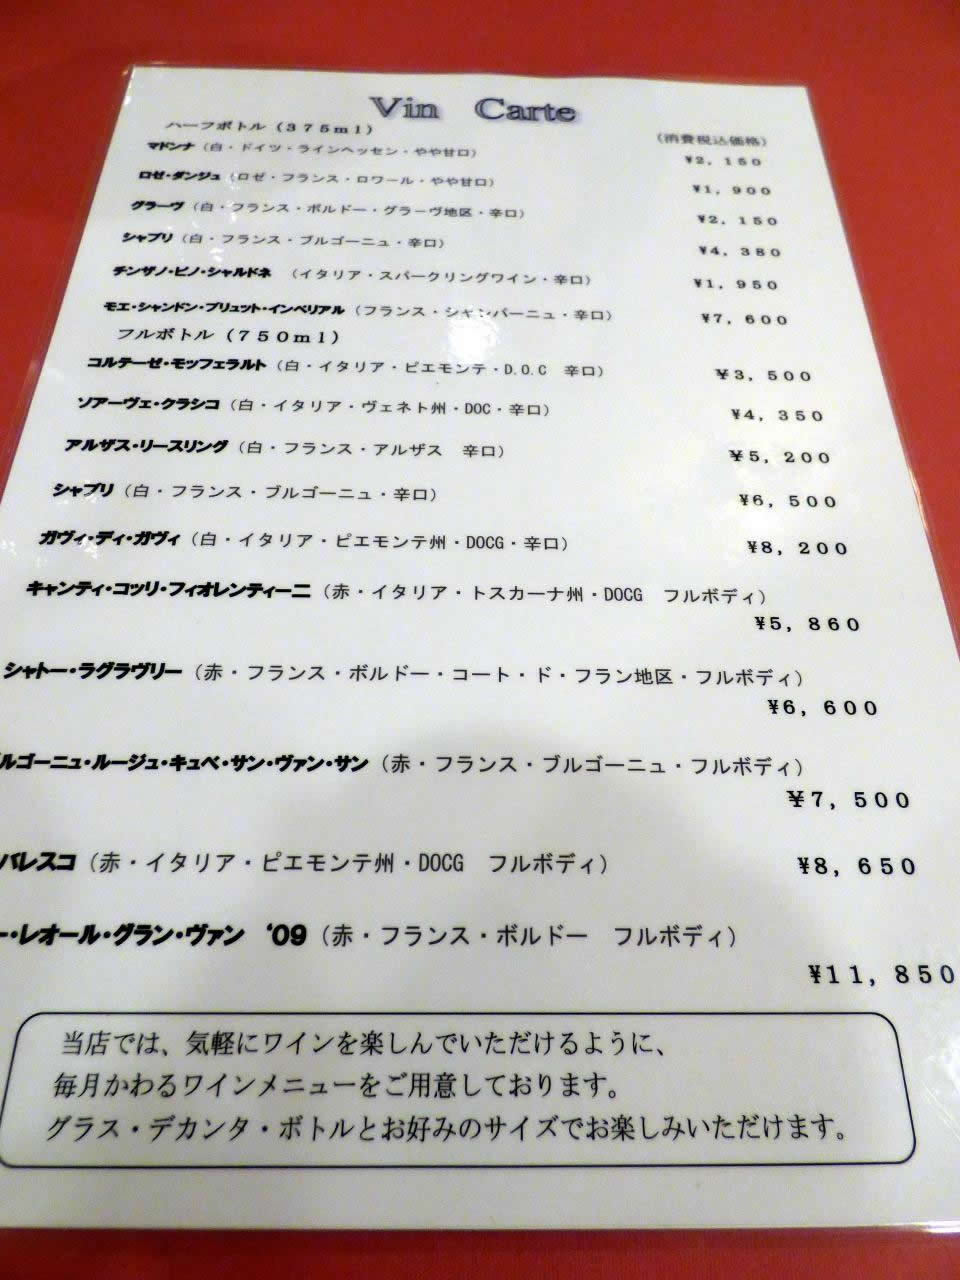 Vin Carte
ハーフボトル（３７５ｍｌ）
（消費税込価格）
マドンナ（白・ドイツ・ラインヘッセン・やや甘口） ¥２，１５０
ロゼ・ダンジュ（ロゼ・フランス・ロワール・やや甘口） ¥１，９００
グラーヴ（白・フランス・ボルドー・グラーヴ地区・辛口） ¥２，１５０
シャブリ（白・フランス・ブルゴーニュ・辛口） ¥４，３８０
チンザノ・ピノ・シャルドネ （イタリア・スパークリングワイン・辛口） ¥１，９５０
モエ・シャンドン・ブリュット・インペリアル（フランス・シャンパーニュ・辛口） ¥７，６００
フルボトル（７５０ｍｌ）
コルテーゼ・モッフェラルト（白・イタリア・ピエモンテ・D.O.C 辛口） ¥３，５００
ソアーヴェ・クラシコ（白・イタリア・ヴェネト州・DOC・辛口） ¥４，３５０
アルザス・リースリング（白・フランス・アルザス 辛口） ¥５，２００
シャブリ（白・フランス・ブルゴーニュ・辛口） ¥６，５００
ガヴィ・ディ・ガヴィ（白・イタリア・ピエモンテ州・DOCG・辛口） ¥８，２００
キャンティ・コッリ・フィオレンティーニ（赤・イタリア・トスカーナ州・DOCG フルボディ）
¥５，８６０
シャトー・ラグラヴリー（赤・フランス・ボルドー・コート・ド・フラン地区・フルボディ）
¥６，６００
ルゴーニュ・ルージュ・キュベ・サン・ヴァン・サン（赤・フランス・ブルゴーニュ・フルボディ）
¥７，５００
バレスコ（赤・イタリア・ピエモンテ州・DOCG フルボディ） ¥８，６５０
ー・レオール・グラン・ヴァン '09（赤・フランス・ボルドー フルボディ）
¥１１，８５０
当店では、気軽にワインを楽しんでいただけるように、
毎月かわるワインメニューをご用意しております。
グラス・デカンタ・ボトルとお好みのサイズでお楽しみいただけます。